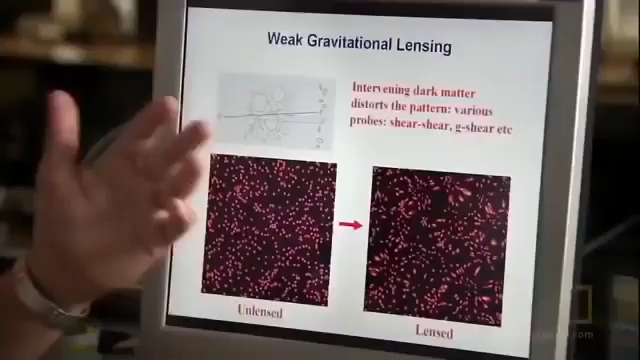 Weak Gravitational Lensing
Intervening dark matter
distorts the pattern: various
probes: shear-shear, g-shear etc
Unlensed
Lensed